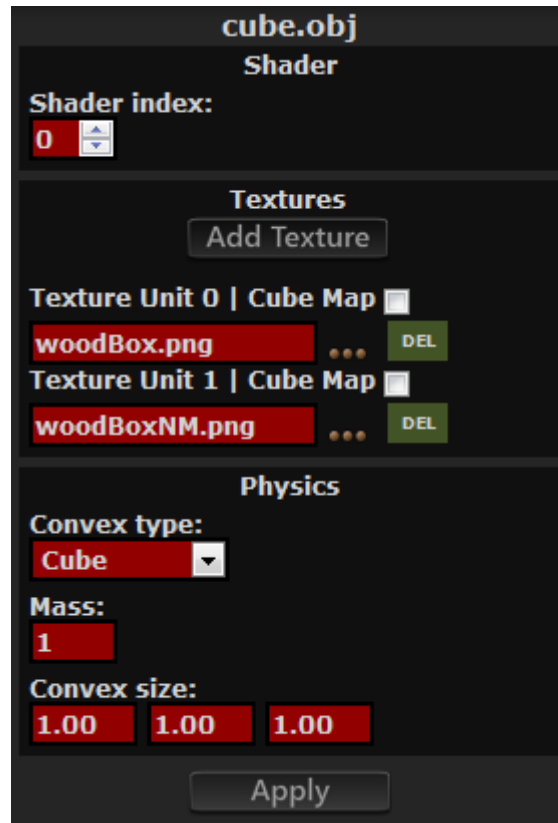 cube.obj
Shader
Shader index:
0
Textures
Add Texture
Texture Unit 0 | Cube Map
woodBox.png ... DEL
Texture Unit 1 | Cube Map
woodBoxNM.png ... DEL
Physics
Convex type:
Cube
Mass:
1
Convex size:
1.00 1.00 1.00
Apply